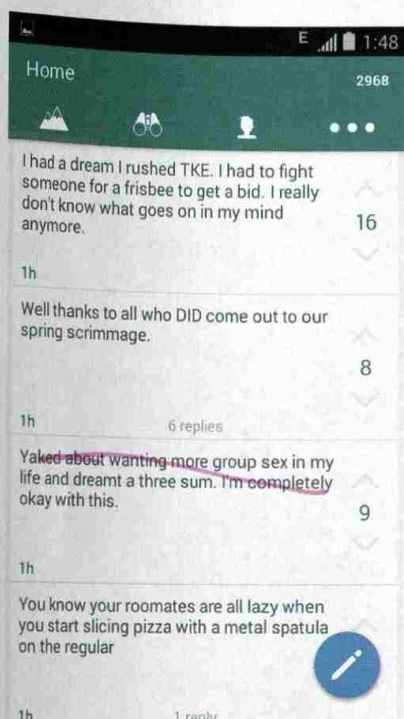 E 1:48
Home
2968
I had a dream I rushed TKE. I had to fight
someone for a frisbee to get a bid. I really
don't know what goes on in my mind
anymore.
16
1h
Well thanks to all who DID come out to our
spring scrimmage.
8
1h 6 replies
Yaked about wanting more group sex in my
life and dreamt a three sum. I'm completely
okay with this.
9
1h
You know your roomates are all lazy when
you start slicing pizza with a metal spatula
on the regular
1h 1 reply